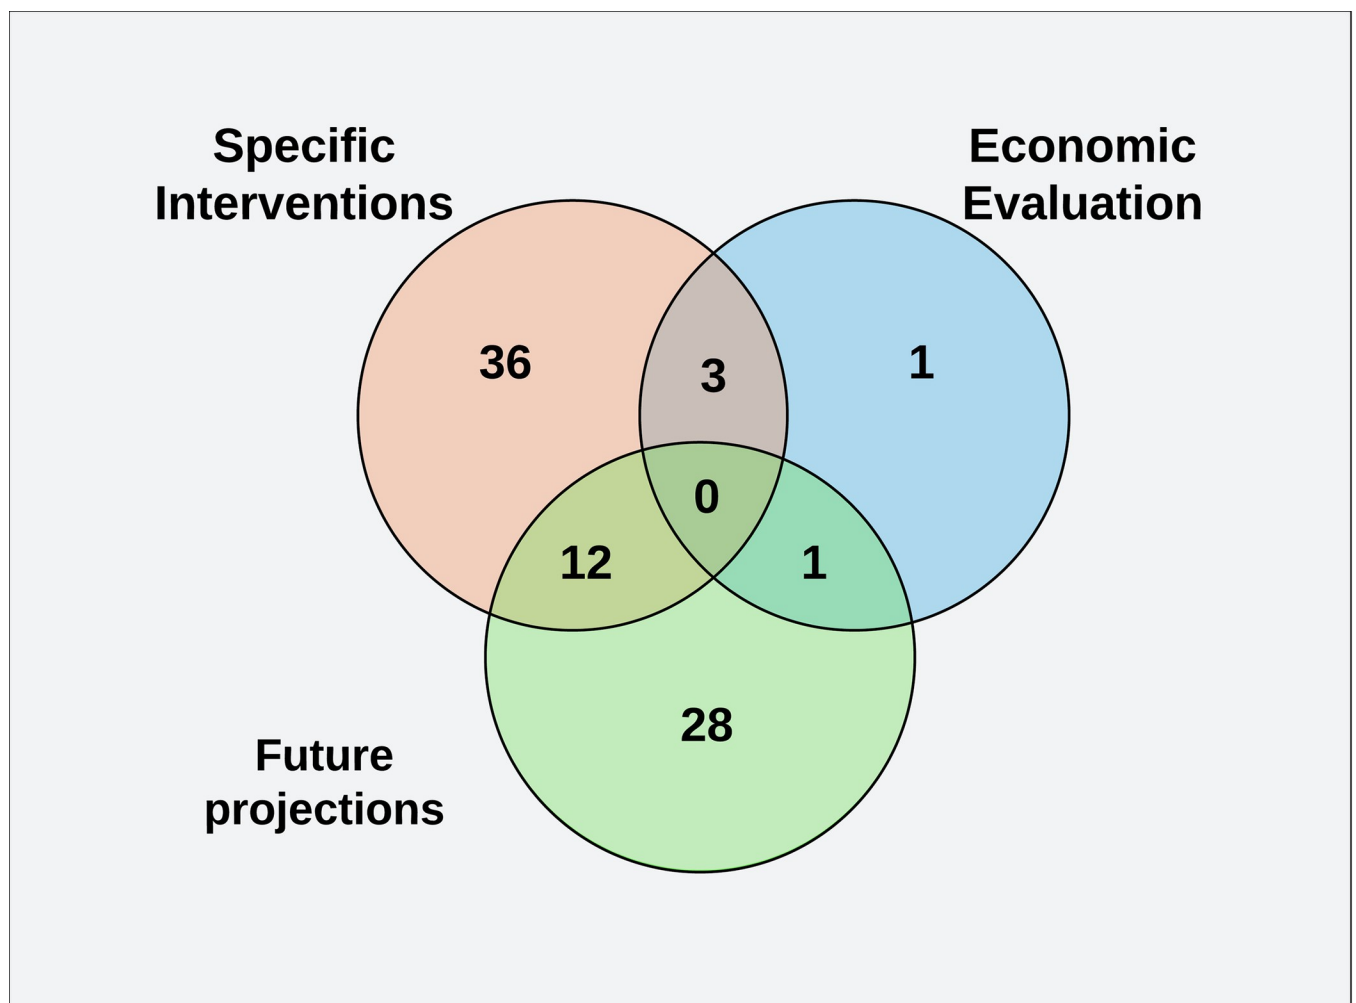 Specific
Interventions
Economic
Evaluation
36
3
1
0
12
1
28
Future
projections